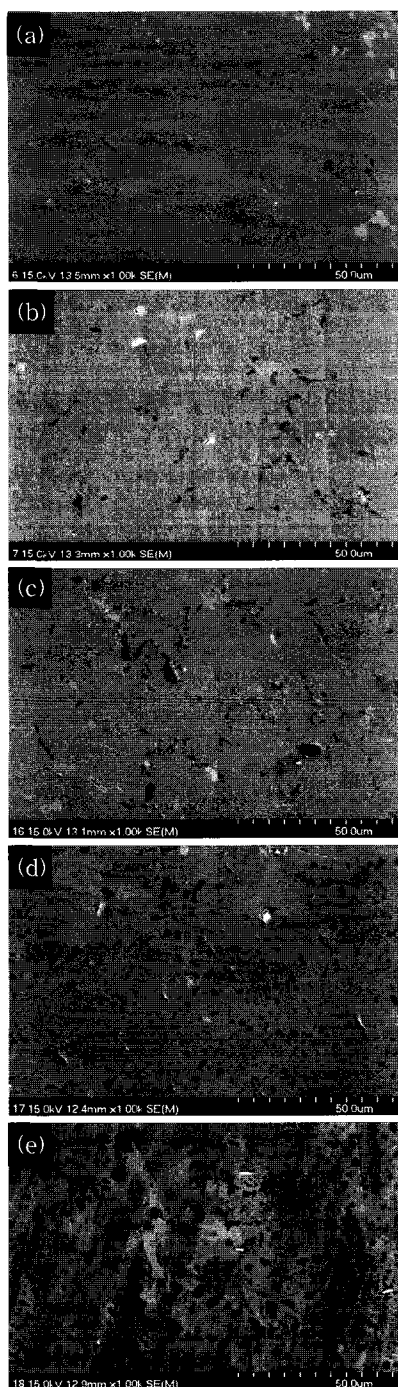 (a)
6 15.0kV 13.5mm x1.00k SE(M) 50.0um
(b)
7 15.0kV 13.3mm x1.00k SE(M) 50.0um
(c)
16 15.0kV 13.1mm x1.00k SE(M) 50.0um
(d)
17 15.0kV 12.4mm x1.00k SE(M) 50.0um
(e)
18 15.0kV 12.9mm x1.00k SE(M) 50.0um